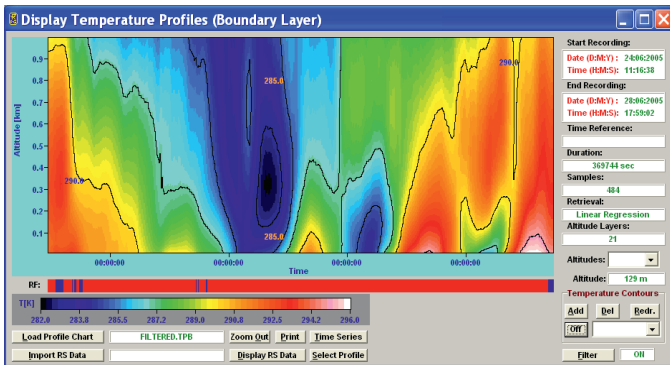 Display Temperature Profiles (Boundary Layer)
Start Recording:
Date (D:M:Y) : 24:06:2005
Time (H:M:S) : 11:16:38
End Recording:
Date (D:M:Y) : 28:06:2005
Time (H:M:S) : 17:59:02
Time Reference:
Duration:
369744 sec
Samples:
484
Retrieval:
Linear Regression
Altitude Layers:
21
Altitudes:
Altitude: 129 m
Temperature Contours
Add Del Redr.
Off
Filter ON
Altitude [km]
0.9
0.8
0.7
0.6
0.5
0.4
0.3
0.2
0.1
285.0
290.0
290.0
285.0
00:00:00 00:00:00 00:00:00 00:00:00
Time
RF:
T[K]
282.0 283.8 285.5 287.2 289.0 290.8 292.5 294.2 296.0
Load Profile Chart FILTERED.TPB Zoom Out Print Time Series
Import RS Data Display RS Data Select Profile